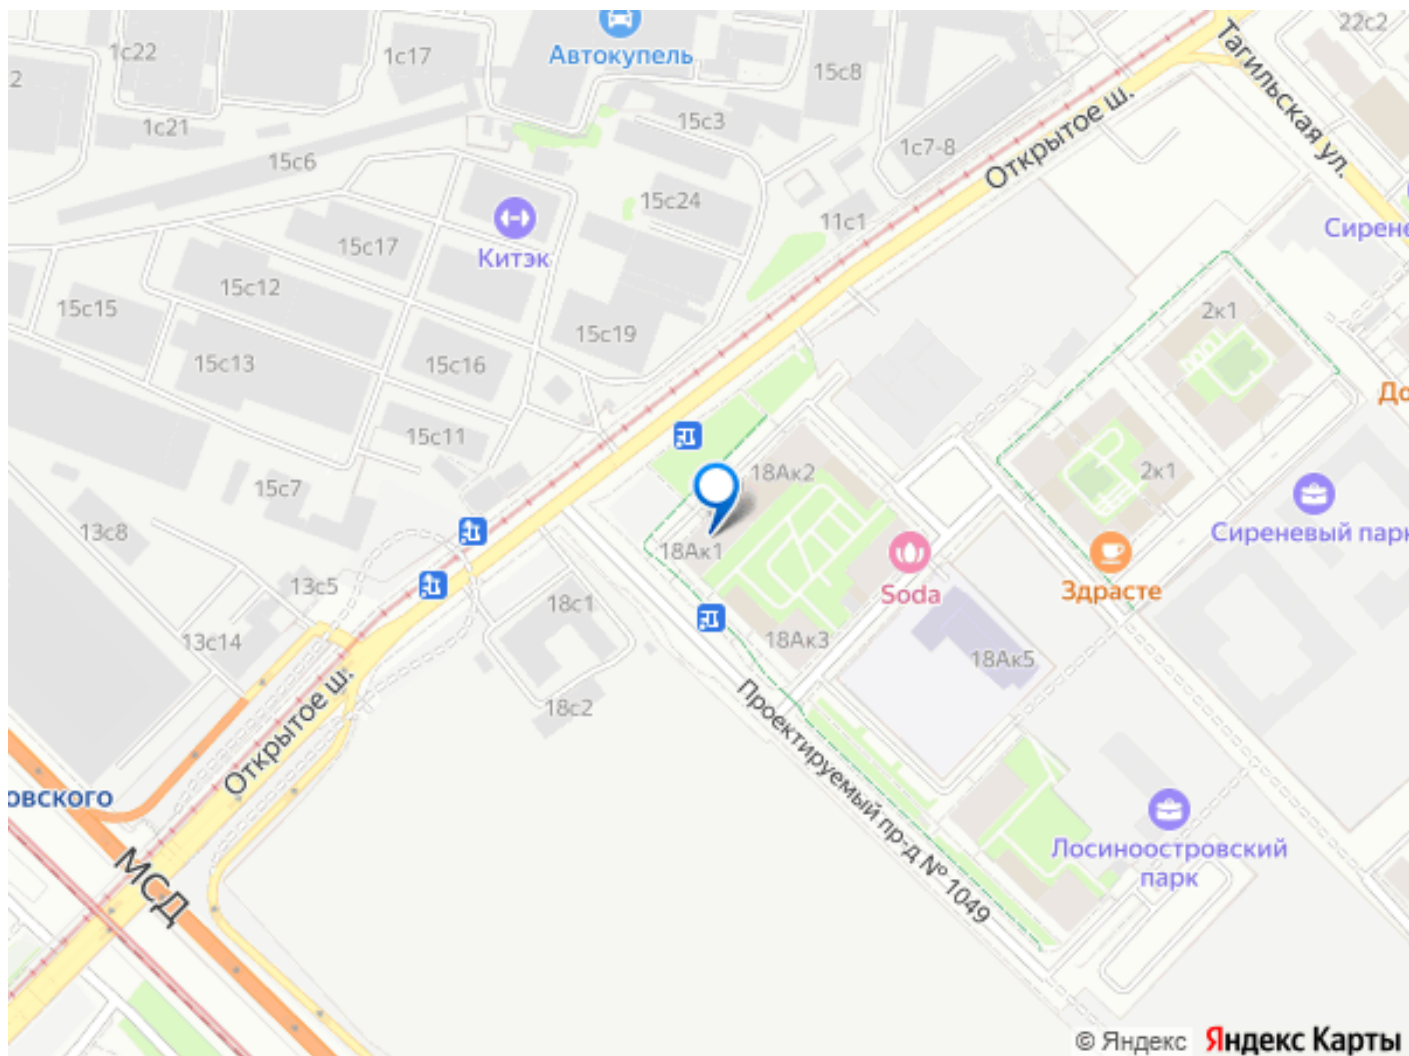 22с2
1с22
1с17
Автокупель
15с8
Тагильская ул.
2
1с21
15с3
Открытое ш.
1с7-8
15с6
15с24
11с1
Сирене
15с17
Китэк
15с12
15с15
2к1
15с19
15с13
15с16
До
15с11
18Ак2
2к1
15с7
Сиреневый парк
13с8
18Ак1
13с5
Soda
Здрасте
18с1
13с14
18Ак3
18Ак5
Открытое ш.
18с2
Проектируемый пр-д № 1049
овского
Лосиноостровский
парк
МСД
© Яндекс Яндекс Карты